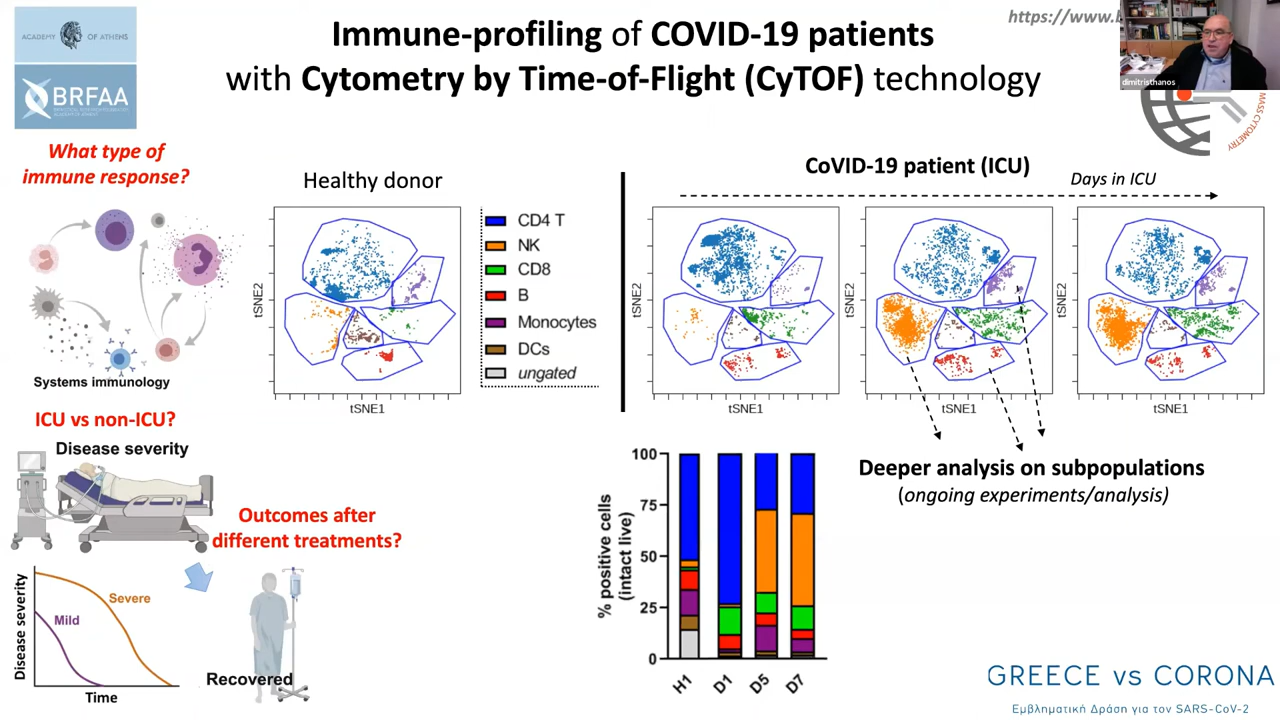 https://www.b
Immune-profiling of COVID-19 patients
with Cytometry by Time-of-Flight (CyTOF) technology
ACADEMY OF ATHENS
BRFAA
dimitristhanos
MASS CYTOMETRY
What type of
immune response?
Systems immunology
ICU vs non-ICU?
Disease severity
Outcomes after
different treatments?
Disease severity
Severe
Mild
Time
Recovered
Healthy donor
tSNE2
tSNE1
CD4 T
NK
CD8
B
Monocytes
DCs
ungated
CoVID-19 patient (ICU)
Days in ICU
tSNE2
tSNE1
tSNE2
tSNE1
tSNE2
tSNE1
Deeper analysis on subpopulations
(ongoing experiments/analysis)
% positive cells
(intact live)
100
75
50
25
0
H1
D1
D5
D7
GREECE vs CORONA
Εμβληματική Δράση για τον SARS-CoV-2